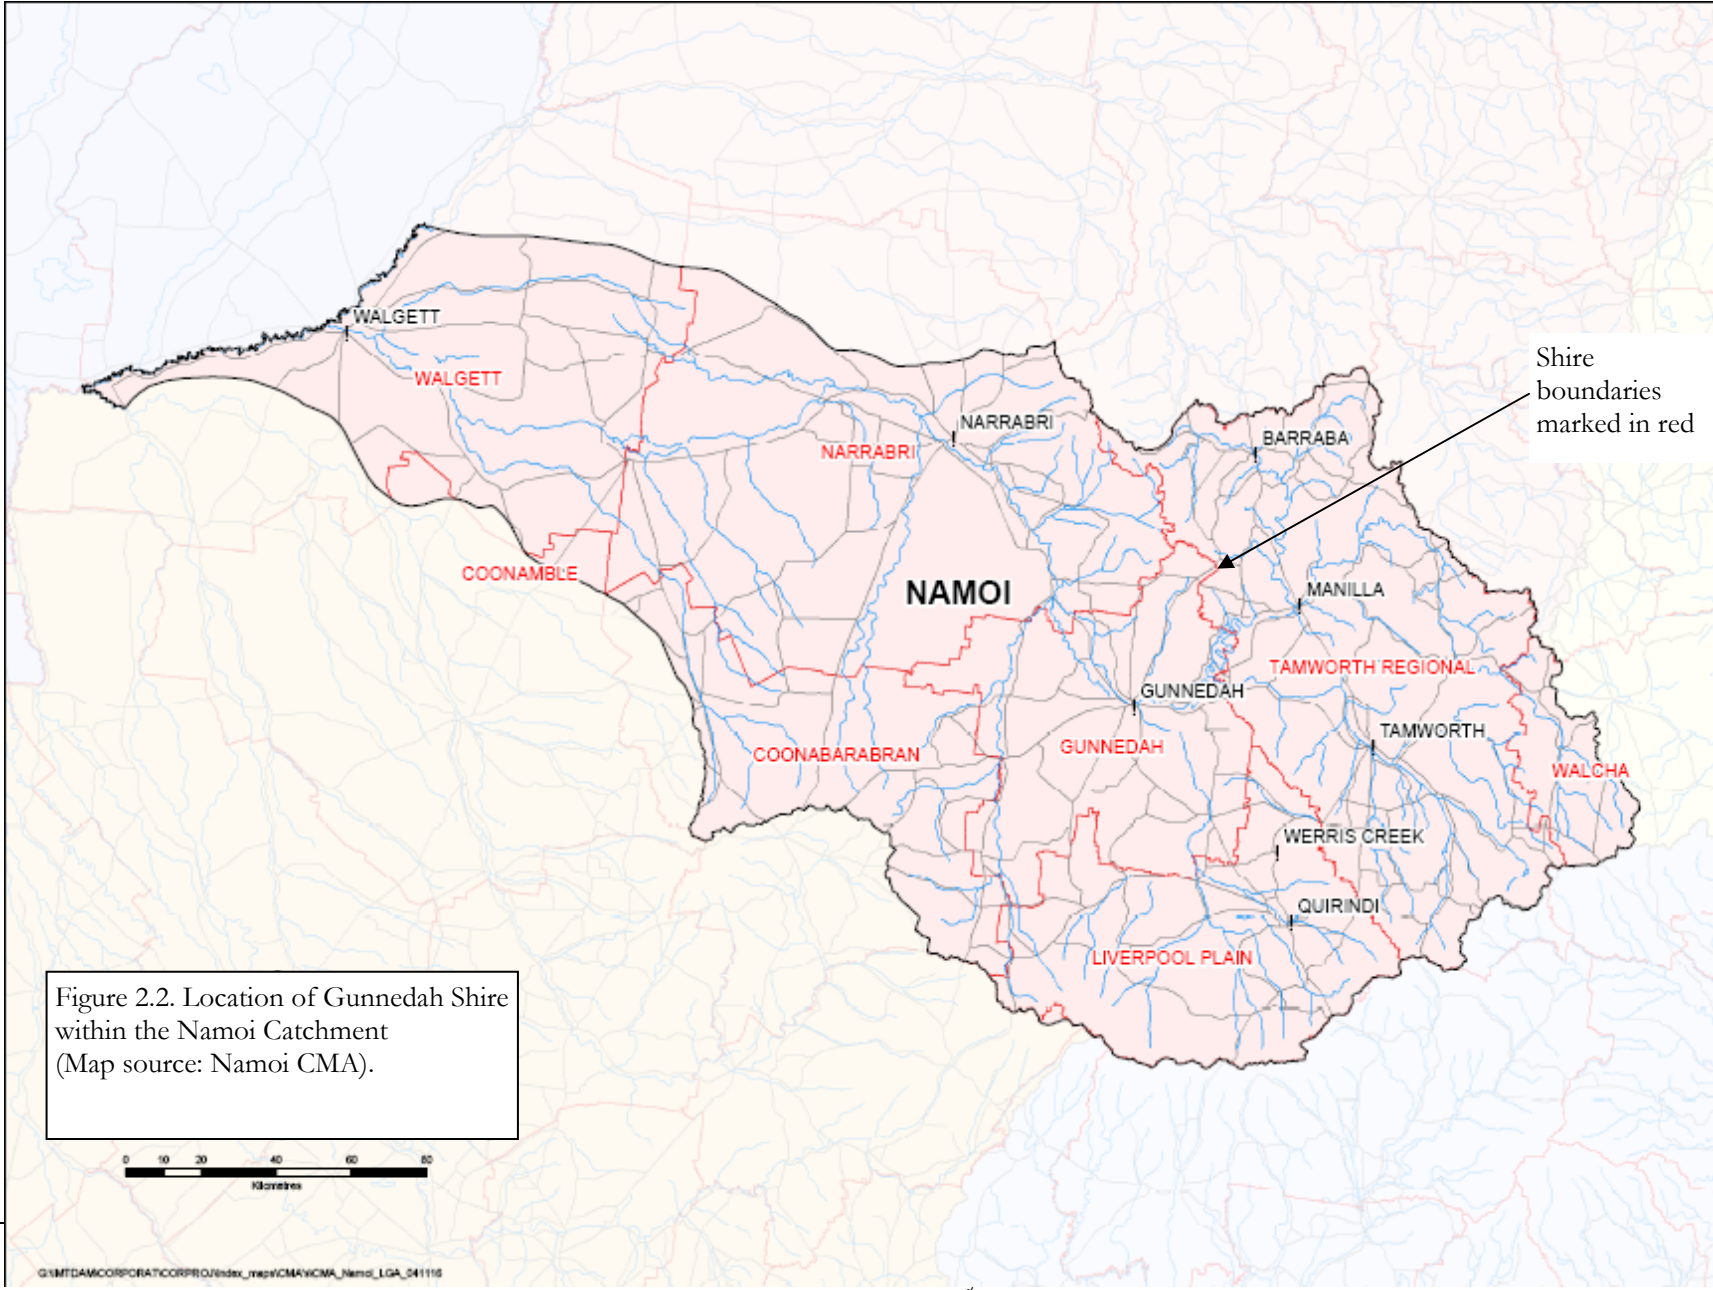 WALGETT
WALGETT
NARRABRI
NARRABRI
BARRABA
Shire
boundaries
marked in red
COONAMBLE
NAMOI
MANILLA
TAMWORTH REGIONAL
GUNNEDAH
TAMWORTH
COONABARABRAN
GUNNEDAH
WALCHA
WERRIS CREEK
QUIRINDI
LIVERPOOL PLAIN
Figure 2.2. Location of Gunnedah Shire
within the Namoi Catchment
(Map source: Namoi CMA).
0 10 20 40 60 80
Kilometres